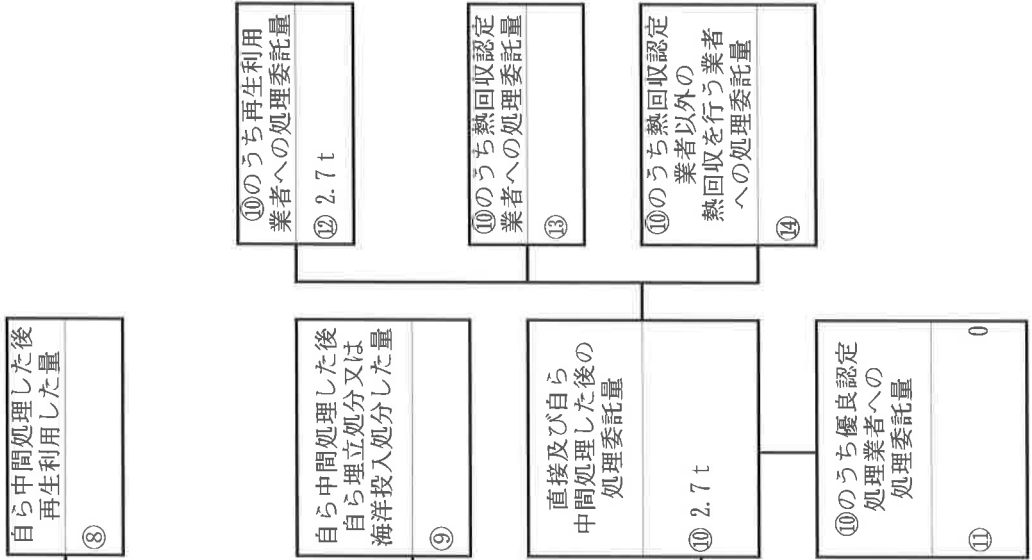 自ら中間処理した後
再生利用した量
⑧
自ら中間処理した後
自ら埋立処分又は
海洋投入処分した量
⑨
直接及び自ら
中間処理した後の
処理委託量
⑩ 2.7t
⑩のうち優良認定
処理業者への
処理委託量
⑪ 0
⑩のうち再生利用
業者への処理委託量
⑫ 2.7t
⑩のうち熱回収認定
業者への処理委託量
⑬
⑩のうち熱回収認定
業者以外の
熱回収を行う業者
への処理委託量
⑭